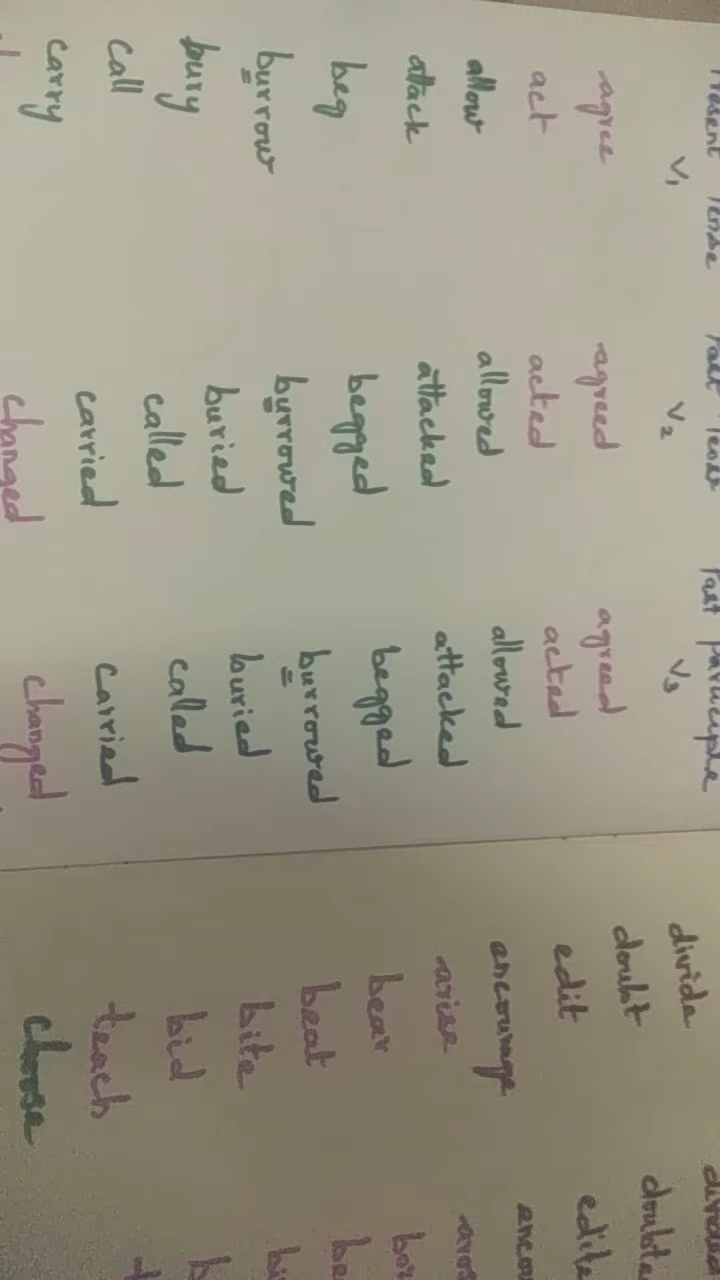 Present Tense Past Tense Past participle
V1 V2 V3
agree agreed agreed
act acted acted
allow allowed allowed
attack attacked attacked
beg begged begged
burrow burrowed burrowed
bury buried buried
call called called
carry carried carried
changed changed
divide
doubt
edit
encourage
arise
bear
beat
bite
bid
teach
choose